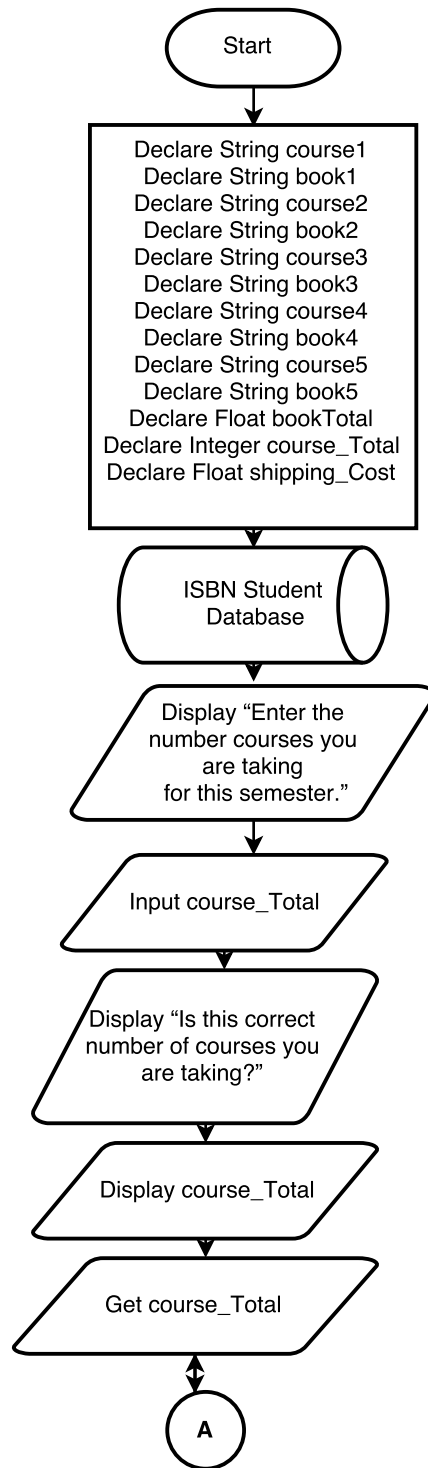 Start
Declare String course1
Declare String book1
Declare String course2
Declare String book2
Declare String course3
Declare String book3
Declare String course4
Declare String book4
Declare String course5
Declare String book5
Declare Float bookTotal
Declare Integer course_Total
Declare Float shipping_Cost
ISBN Student
Database
Display “Enter the
number courses you
are taking
for this semester.”
Input course_Total
Display “Is this correct
number of courses you
are taking?”
Display course_Total
Get course_Total
A